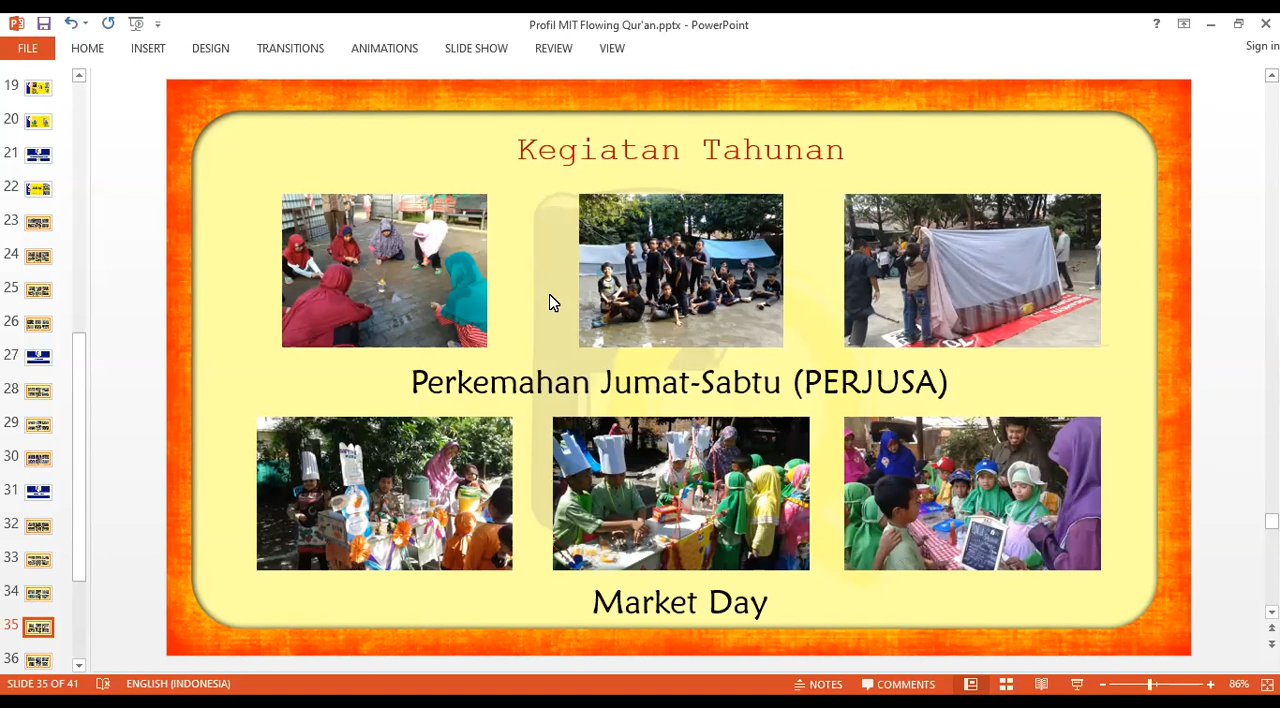 Profil MIT Flowing Qur'an.pptx - PowerPoint
Sign in
FILE HOME INSERT DESIGN TRANSITIONS ANIMATIONS SLIDE SHOW REVIEW VIEW
19
20
21
22
23
24
25
26
27
28
29
30
31
32
33
34
35
36
Kegiatan Tahunan
Perkemahan Jumat-Sabtu (PERJUSA)
Market Day
SLIDE 35 OF 41 ENGLISH (INDONESIA) NOTES COMMENTS 86%